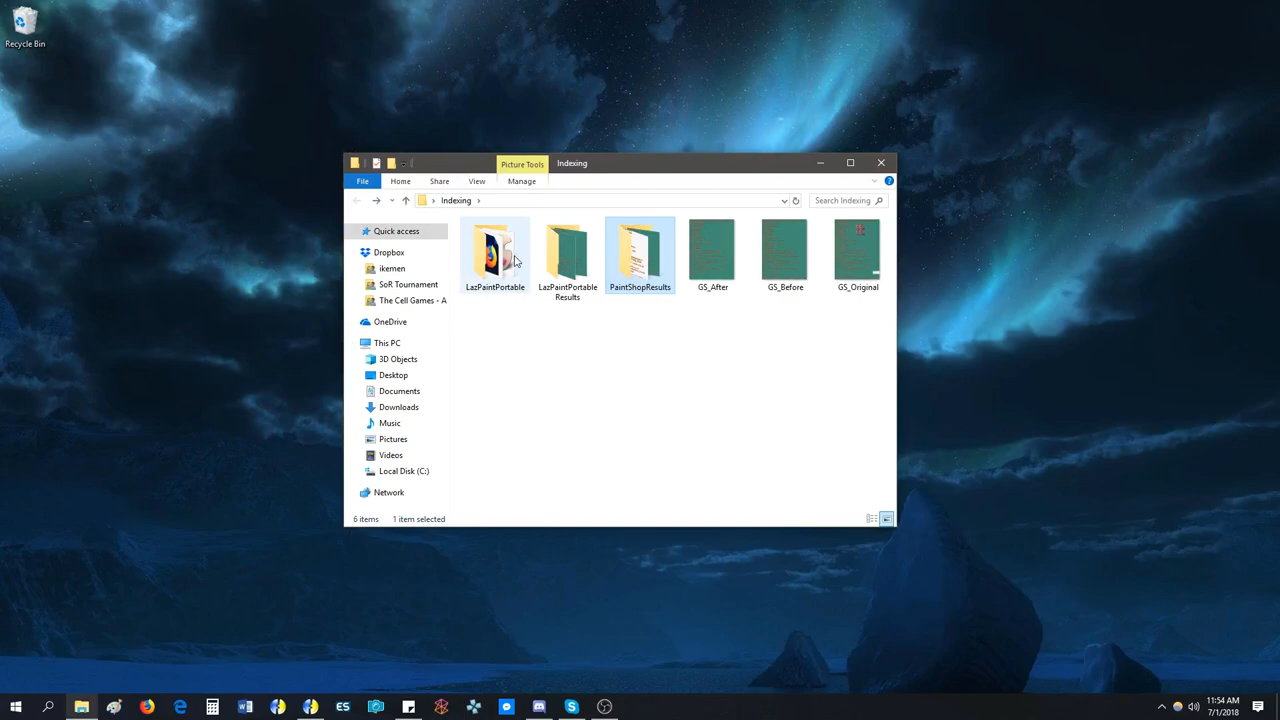 Recycle Bin
Picture Tools
Indexing
File
Home
Share
View
Manage
Indexing
Search Indexing
Quick access
Dropbox
ikemen
SoR Tournament
The Cell Games - A
OneDrive
This PC
3D Objects
Desktop
Documents
Downloads
Music
Pictures
Videos
Local Disk (C:)
Network
LazPaintPortable
LazPaintPortable
Results
PaintShopResults
GS_After
GS_Before
GS_Original
6 items
1 item selected
ES
11:54 AM
7/1/2018